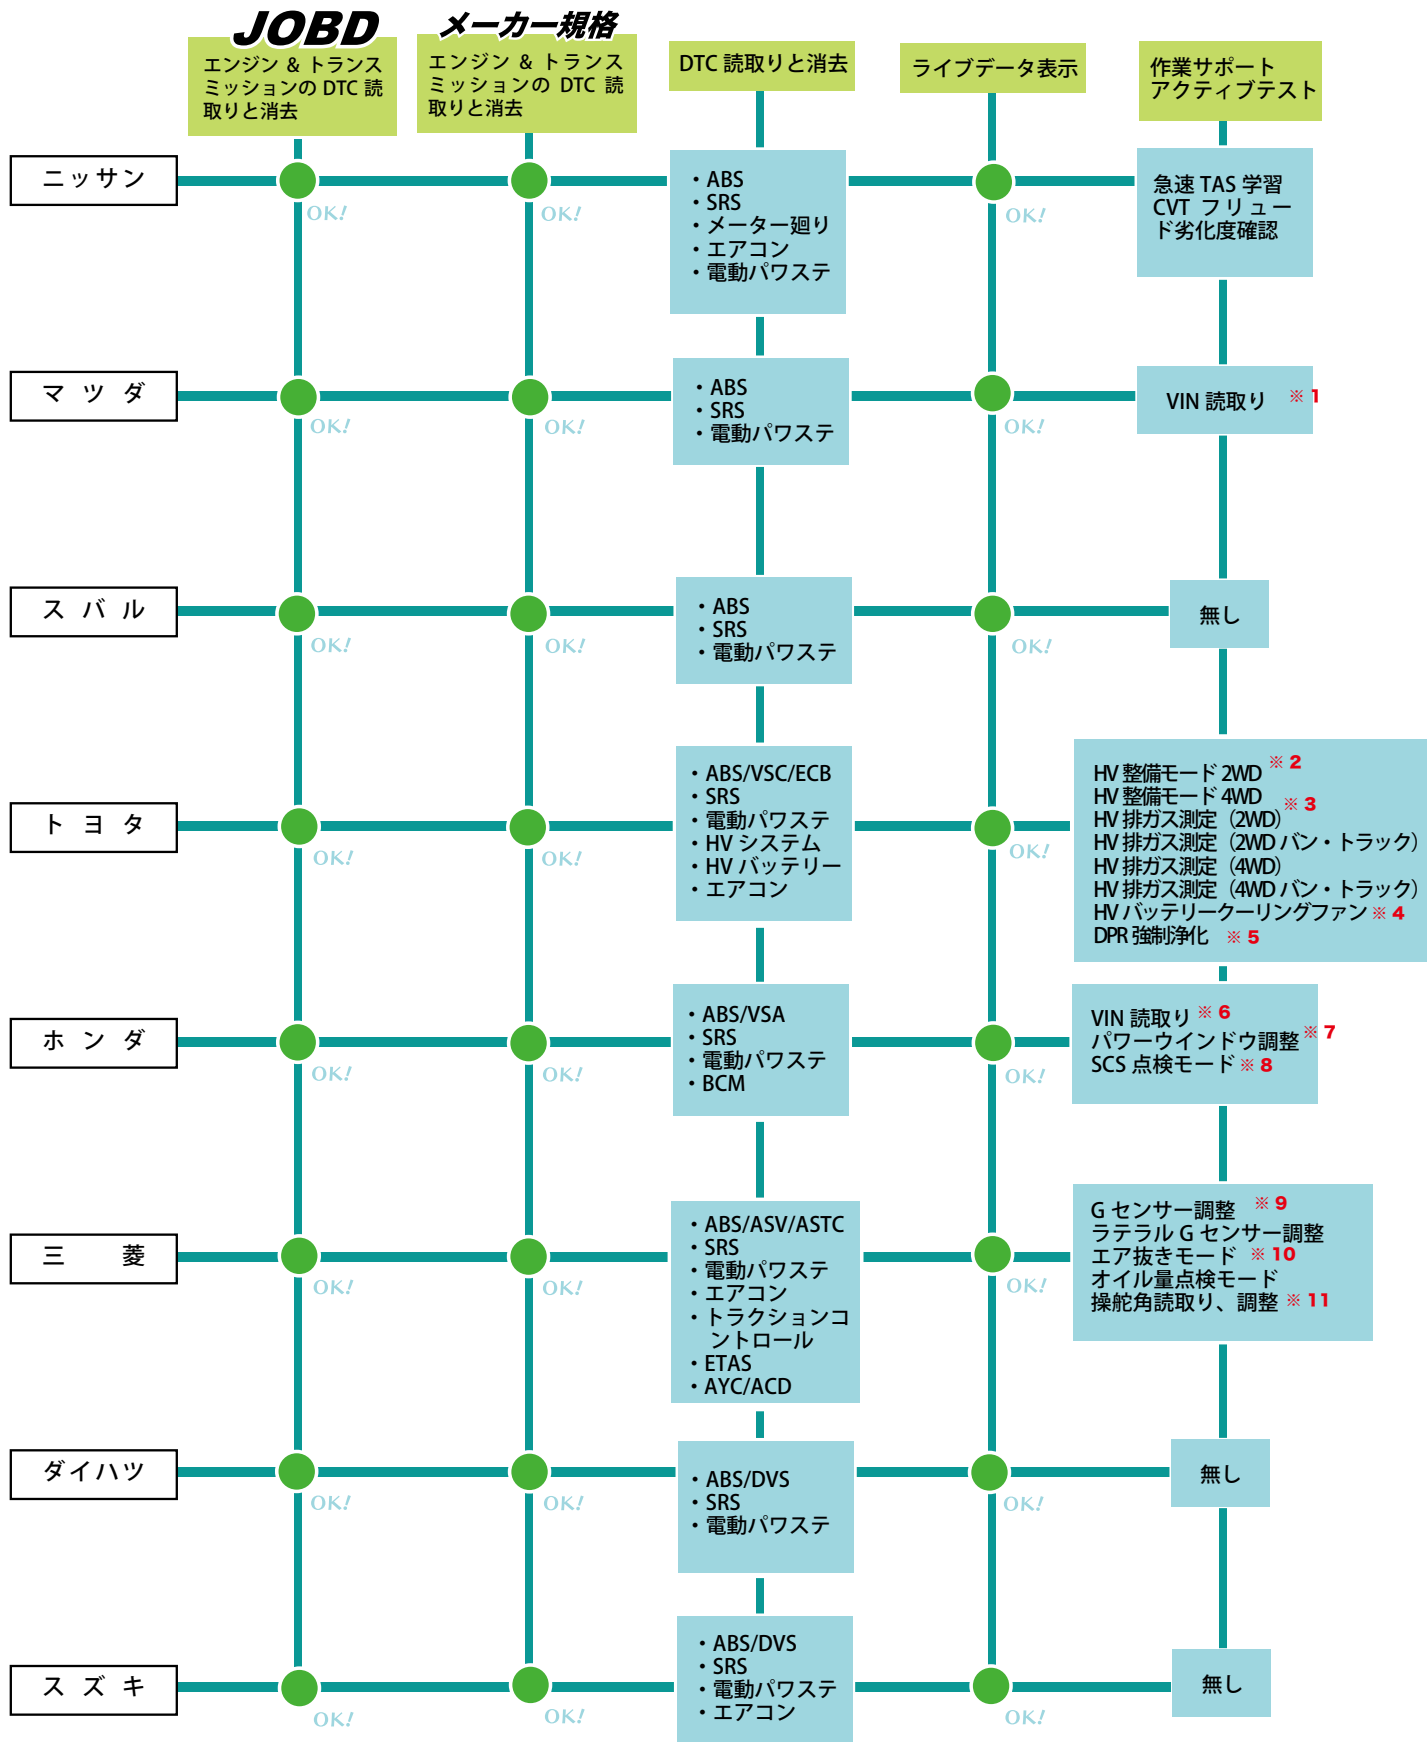 JOBD
エンジン & トランス
ミッションの DTC 読
取りと消去
メーカー規格
エンジン & トランス
ミッションの DTC 読
取りと消去
DTC 読取りと消去
ライブデータ表示
作業サポート
アクティブテスト
ニッサン
OK!
OK!
・ABS
・SRS
・メーター廻り
・エアコン
・電動パワステ
OK!
急速 TAS 学習
CVT フリュー
ド劣化度確認
マツダ
OK!
OK!
・ABS
・SRS
・電動パワステ
OK!
VIN 読取り ※1
スバル
OK!
OK!
・ABS
・SRS
・電動パワステ
OK!
無し
トヨタ
OK!
OK!
・ABS/VSC/ECB
・SRS
・電動パワステ
・HV システム
・HV バッテリー
・エアコン
OK!
HV 整備モード 2WD ※2
HV 整備モード 4WD ※3
HV 排ガス測定（2WD）
HV 排ガス測定（2WD バン・トラック）
HV 排ガス測定（4WD）
HV 排ガス測定（4WD バン・トラック）
HV バッテリークーリングファン ※4
DPR 強制浄化 ※5
ホンダ
OK!
OK!
・ABS/VSA
・SRS
・電動パワステ
・BCM
OK!
VIN 読取り ※6
パワーウインドウ調整 ※7
SCS 点検モード ※8
三菱
OK!
OK!
・ABS/ASV/ASTC
・SRS
・電動パワステ
・エアコン
・トラクションコ
ントロール
・ETAS
・AYC/ACD
OK!
G センサー調整 ※9
ラテラル G センサー調整
エア抜きモード ※10
オイル量点検モード
操舵角読取り、調整 ※11
ダイハツ
OK!
OK!
・ABS/DVS
・SRS
・電動パワステ
OK!
無し
スズキ
OK!
OK!
・ABS/DVS
・SRS
・電動パワステ
・エアコン
OK!
無し